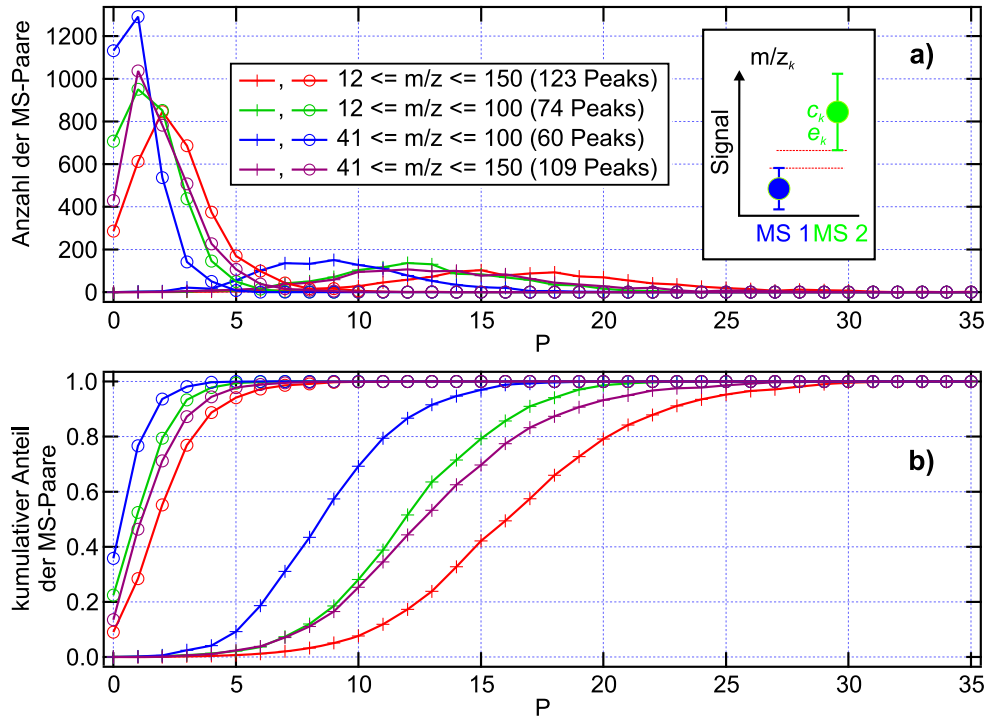 Anzahl der MS-Paare
1200
1000
800
600
400
200
0
, 12 <= m/z <= 150 (123 Peaks)
, 12 <= m/z <= 100 (74 Peaks)
, 41 <= m/z <= 100 (60 Peaks)
, 41 <= m/z <= 150 (109 Peaks)
a)
m/zk
Signal
ck
ek
MS 1 MS 2
0 5 10 15 20 25 30 35
P
kumulativer Anteil
der MS-Paare
1.0
0.8
0.6
0.4
0.2
0.0
b)
0 5 10 15 20 25 30 35
P